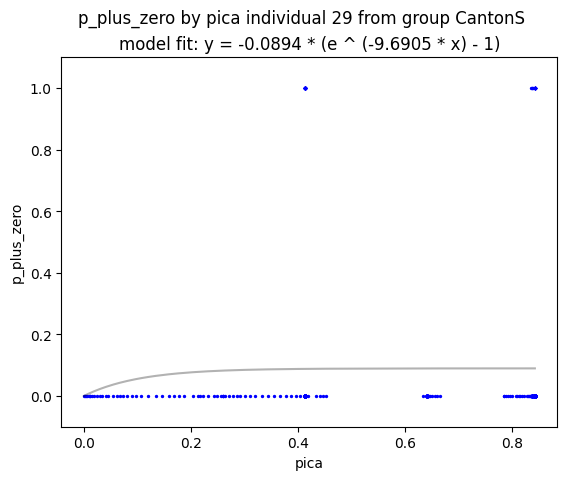 p_plus_zero by pica individual 29 from group CantonS
model fit: y = -0.0894 * (e ^ (-9.6905 * x) - 1)
1.0
0.8
0.6
0.4
0.2
0.0
p_plus_zero
0.0 0.2 0.4 0.6 0.8
pica